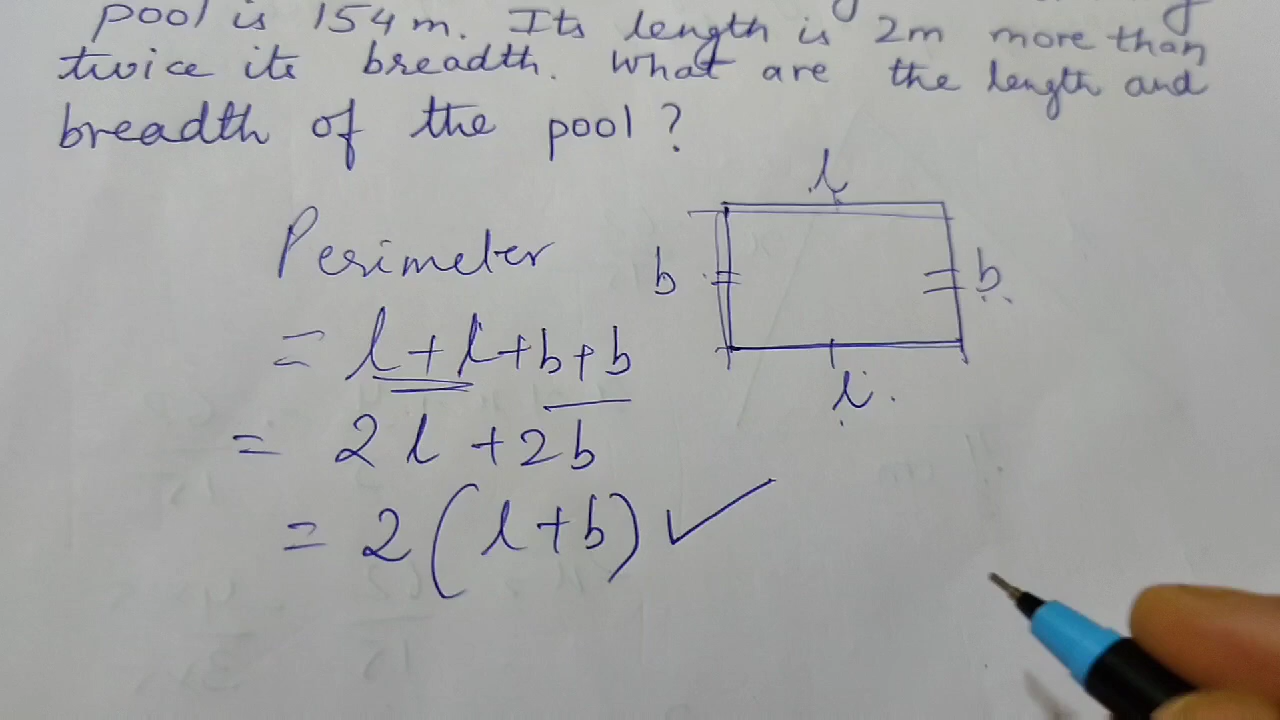 pool is 154 m. Its length is 2m more than
twice its breadth. What are the length and
breadth of the pool?
l
Perimeter
b
b
= l + l + b + b
l
= 2l + 2b
= 2(l+b) ✓